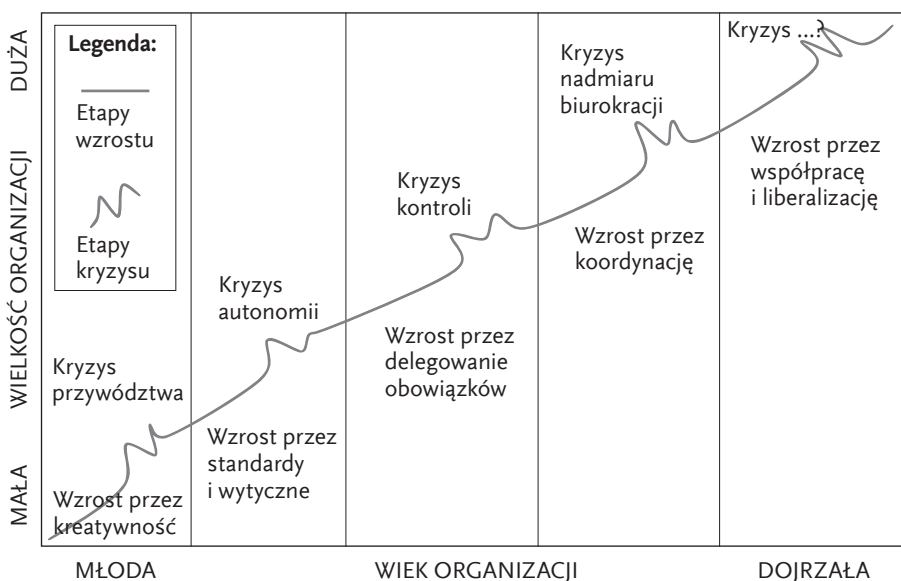 DUŻA
WIELKOŚĆ ORGANIZACJI
MAŁA
Legenda:
Etapy
wzrostu
Etapy
kryzysu
Kryzys
przywództwa
Wzrost przez
kreatywność
Kryzys
autonomii
Wzrost przez
standardy
i wytyczne
Kryzys
kontroli
Wzrost przez
delegowanie
obowiązków
Kryzys
nadmiaru
biurokracji
Wzrost przez
koordynację
Kryzys ...?
Wzrost przez
współpracę
i liberalizację
MŁODA
WIEK ORGANIZACJI
DOJRZAŁA